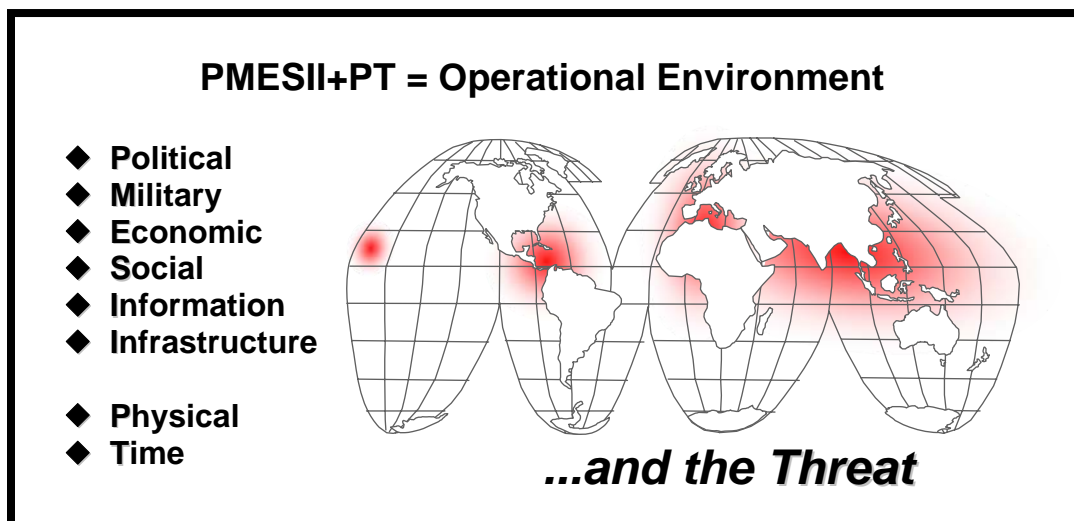 PMESII+PT = Operational Environment
◆ Political
◆ Military
◆ Economic
◆ Social
◆ Information
◆ Infrastructure
◆ Physical
◆ Time
...and the Threat